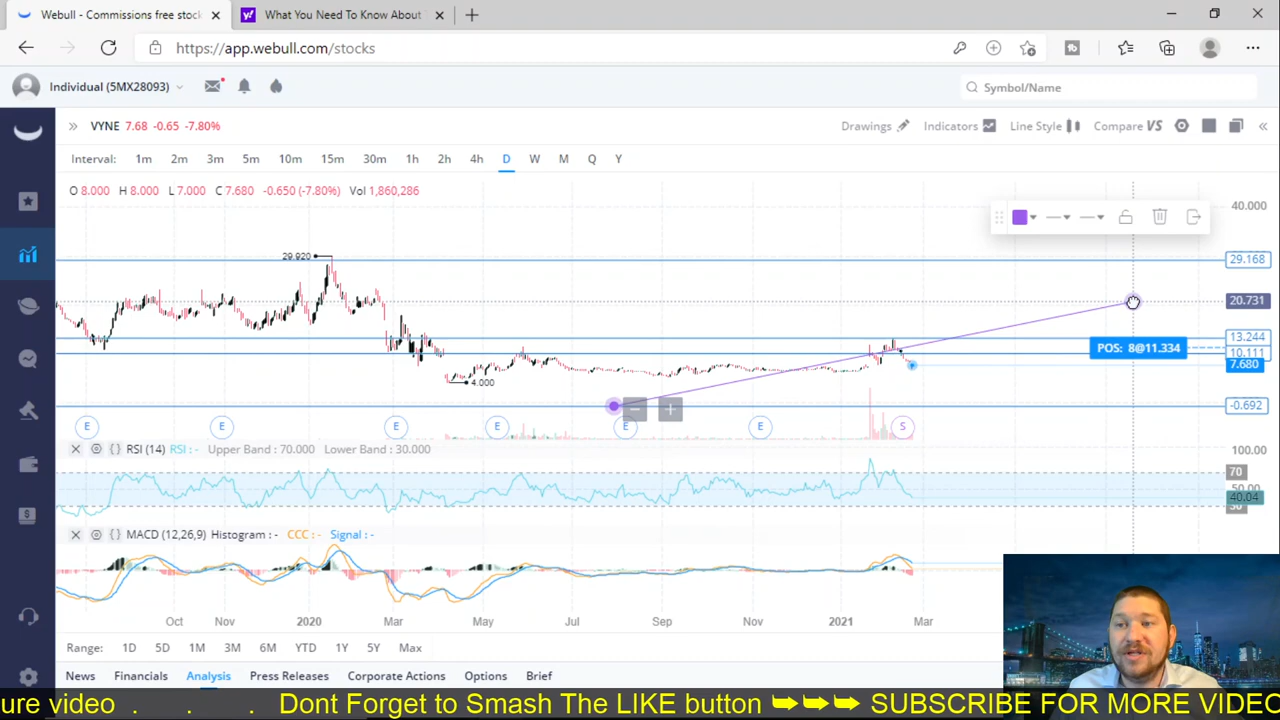 Webull - Commissions free stock
What You Need To Know About
https://app.webull.com/stocks
Individual (5MX28093)
Symbol/Name
VYNE 7.68 -0.65 -7.80%
Drawings
Indicators
Line Style
Compare VS
Interval: 1m 2m 3m 5m 10m 15m 30m 1h 2h 4h D W M Q Y
O 8.000 H 8.000 L 7.000 C 7.680 -0.650 (-7.80%) Vol 1,860,286
40.000
29.920
29.168
20.731
13.244
POS: 8@11.334
10.111
7.680
4.000
-0.692
E E E E E E S
RSI (14) RSI : - Upper Band : 70.000 Lower Band : 30.000
100.00
70
50.00
40.04
30
MACD (12,26,9) Histogram : - CCC : - Signal : -
Oct Nov 2020 Mar May Jul Sep Nov 2021 Mar
Range: 1D 5D 1M 3M 6M YTD 1Y 5Y Max
News Financials Analysis Press Releases Corporate Actions Options Brief
ure video . . . Dont Forget to Smash The LIKE button ➥➥➥ SUBSCRIBE FOR MORE VIDEO